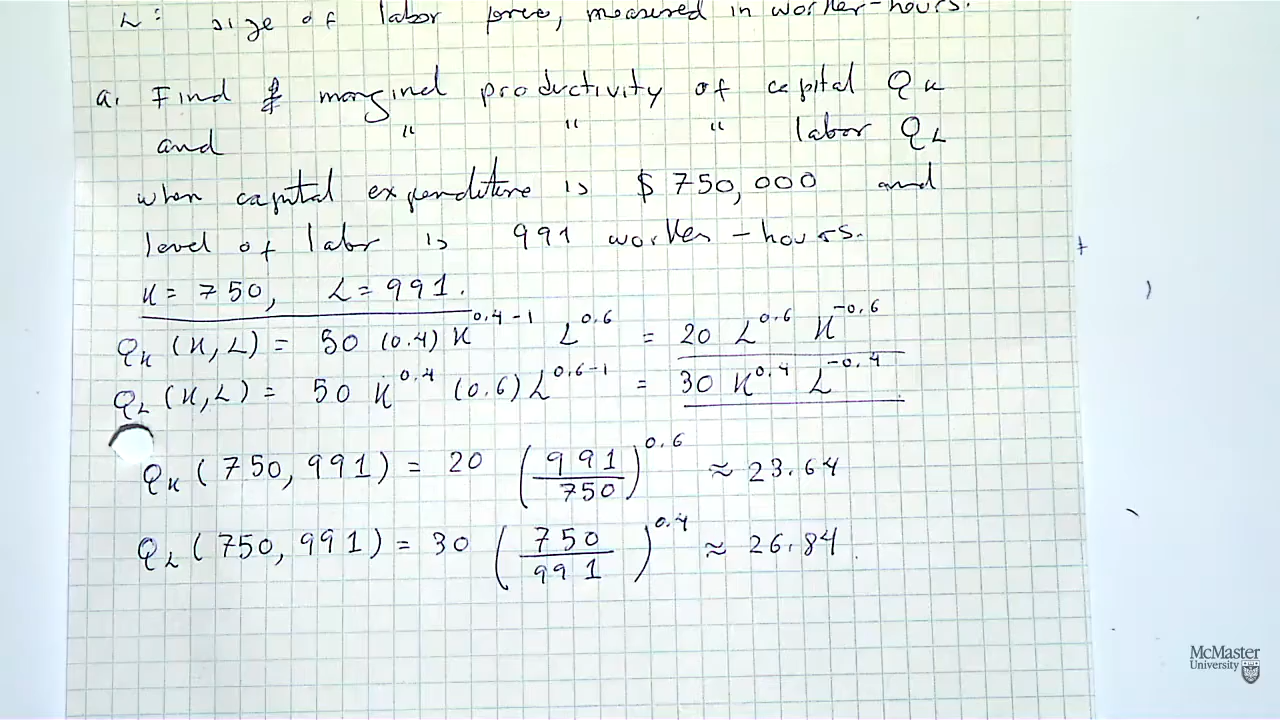 L: size of labor force, measured in worker-hours.
a. Find marginal productivity of capital Q_K
and " " " labor Q_L
when capital expenditure is $ 750,000 and
level of labor is 991 worker-hours.
K = 750, L = 991.
Q_K (K, L) = 50 (0.4) K^{0.4-1} L^{0.6} = 20 L^{0.6} K^{-0.6}
Q_L (K, L) = 50 K^{0.4} (0.6) L^{0.6-1} = 30 K^{0.4} L^{-0.4}
Q_K (750, 991) = 20 (991/750)^{0.6} ≈ 23.64
Q_L (750, 991) = 30 (750/991)^{0.4} ≈ 26.84.
McMaster
University